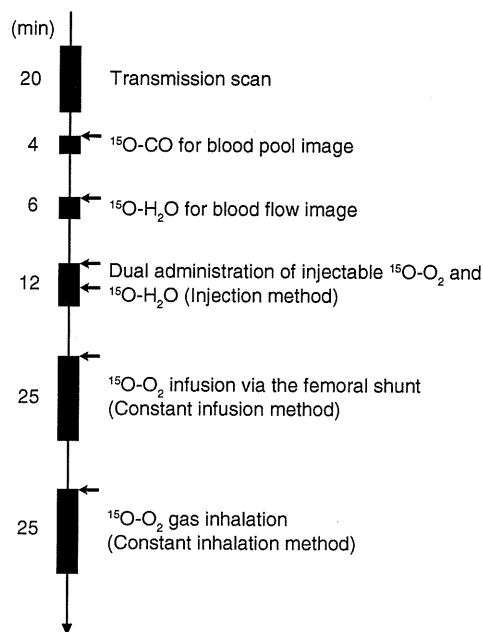 (min)
20 Transmission scan
4 ¹⁵O-CO for blood pool image
6 ¹⁵O-H₂O for blood flow image
Dual administration of injectable ¹⁵O-O₂ and
12 ¹⁵O-H₂O (Injection method)
¹⁵O-O₂ infusion via the femoral shunt
25 (Constant infusion method)
¹⁵O-O₂ gas inhalation
25 (Constant inhalation method)